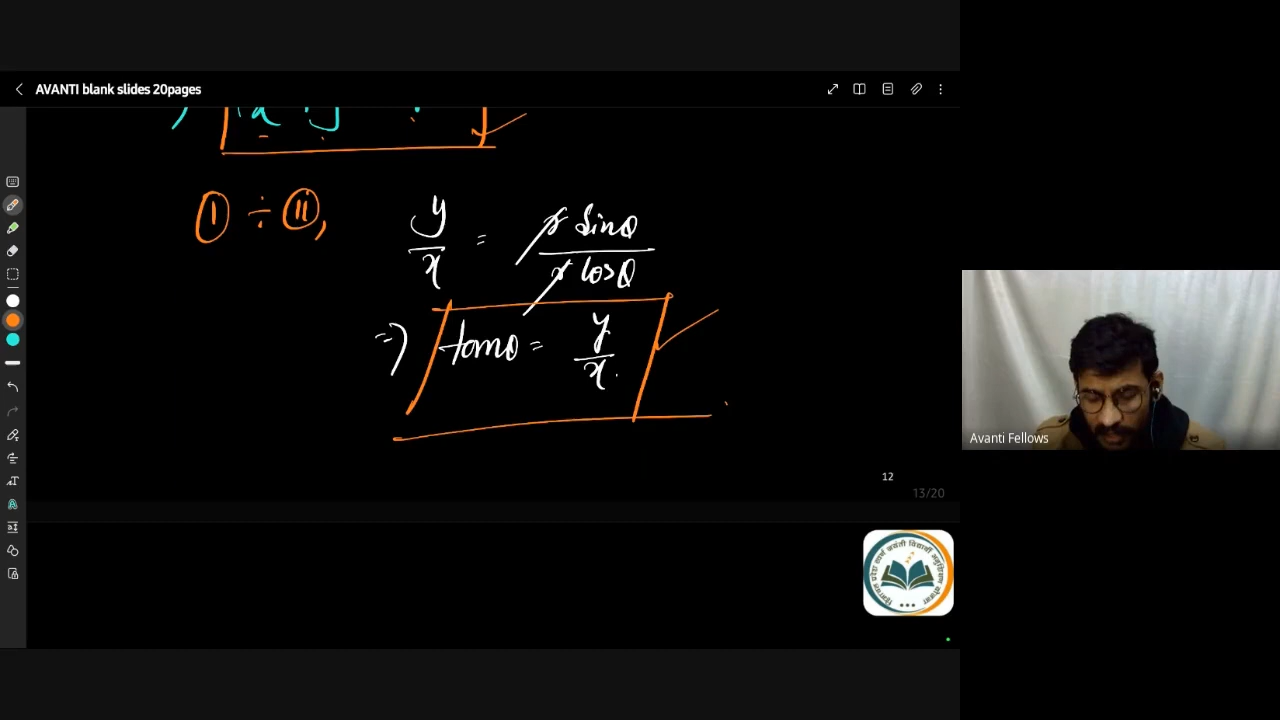 AVANTI blank slides 20pages
① ÷ ⑪,
y/x = r sinθ / r cosθ
=> tanθ = y/x.
12
13/20
Avanti Fellows